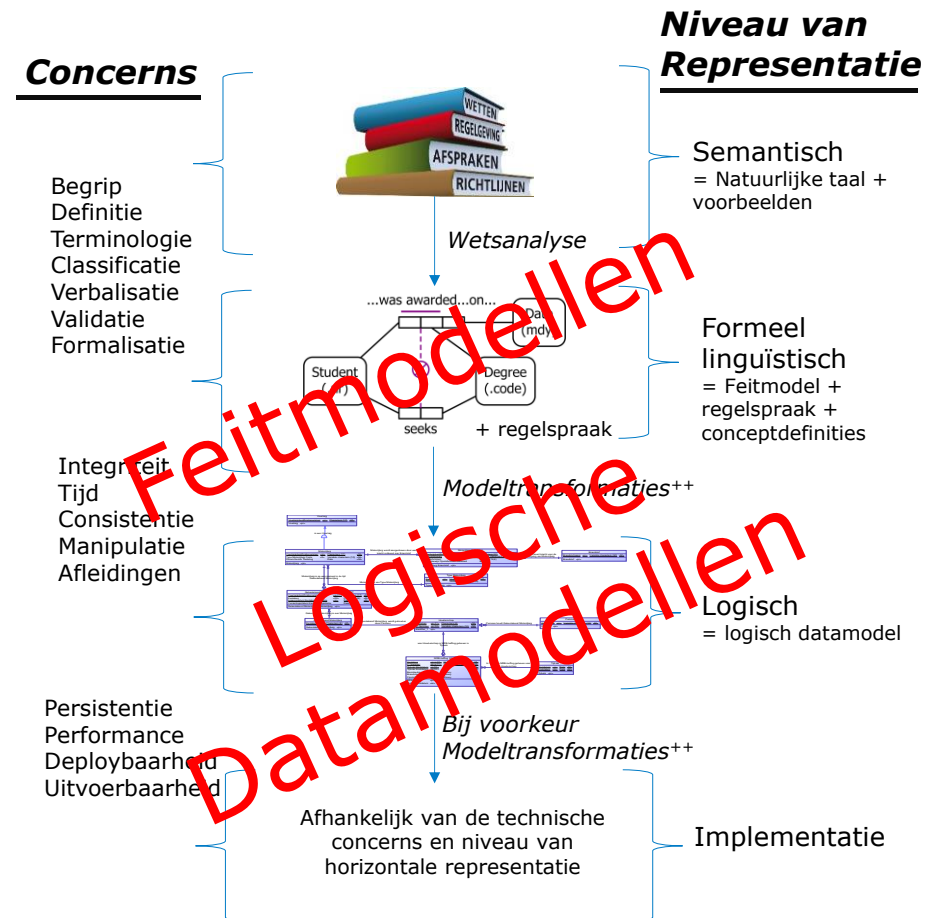 Niveau van
Representatie
Concerns
WETTEN
REGELGEVING
AFSPRAKEN
RICHTLIJNEN
Semantisch
= Natuurlijke taal +
voorbeelden
Begrip
Definitie
Terminologie
Classificatie
Verbalisatie
Validatie
Formalisatie
Wetsanalyse
...was awarded...on...
(mdy)
Student
Degree
(.code)
seeks
+ regelspraak
Formeel
linguïstisch
= Feitmodel +
regelspraak +
conceptdefinities
Feitmodellen
Integriteit
Tijd
Consistentie
Manipulatie
Afleidingen
Modeltransformaties++
Logische
Datamodellen
Logisch
= logisch datamodel
Persistentie
Performance
Deploybaarheid
Uitvoerbaarheid
Bij voorkeur
Modeltransformaties++
Afhankelijk van de technische
concerns en niveau van
horizontale representatie
Implementatie